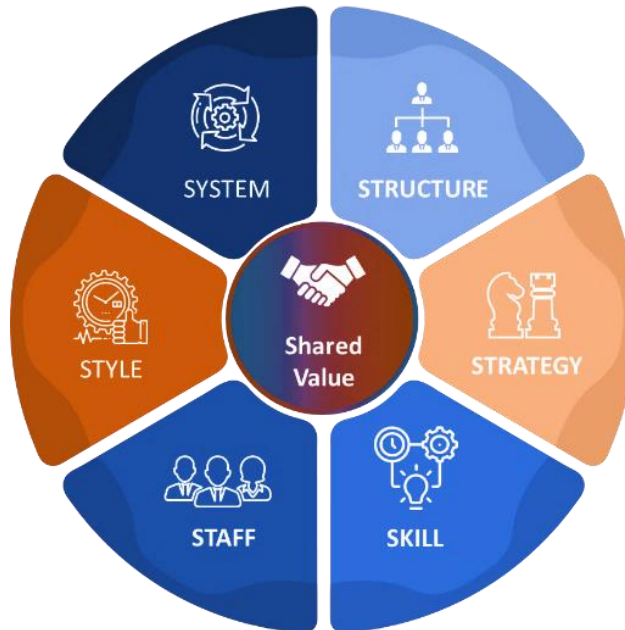 SYSTEM
STRUCTURE
STYLE
Shared
Value
STRATEGY
STAFF
SKILL